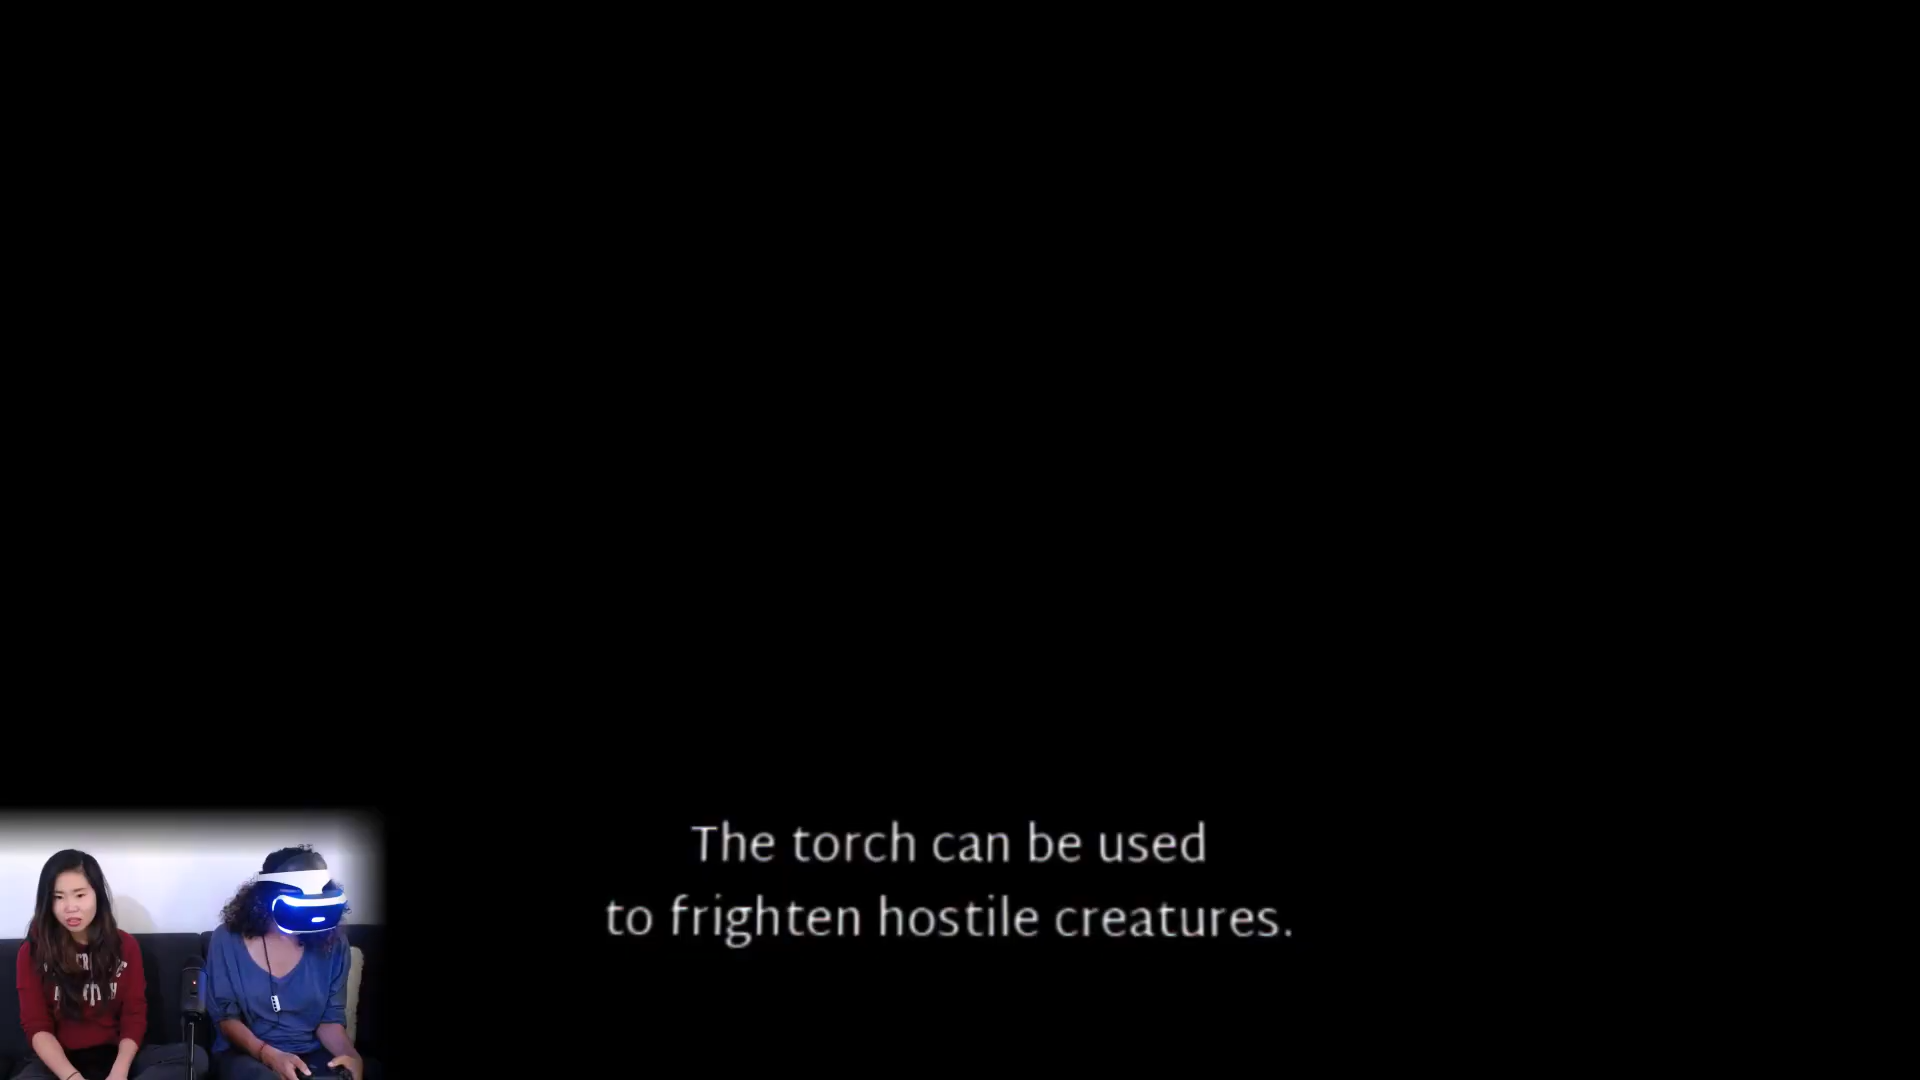 The torch can be used
to frighten hostile creatures.